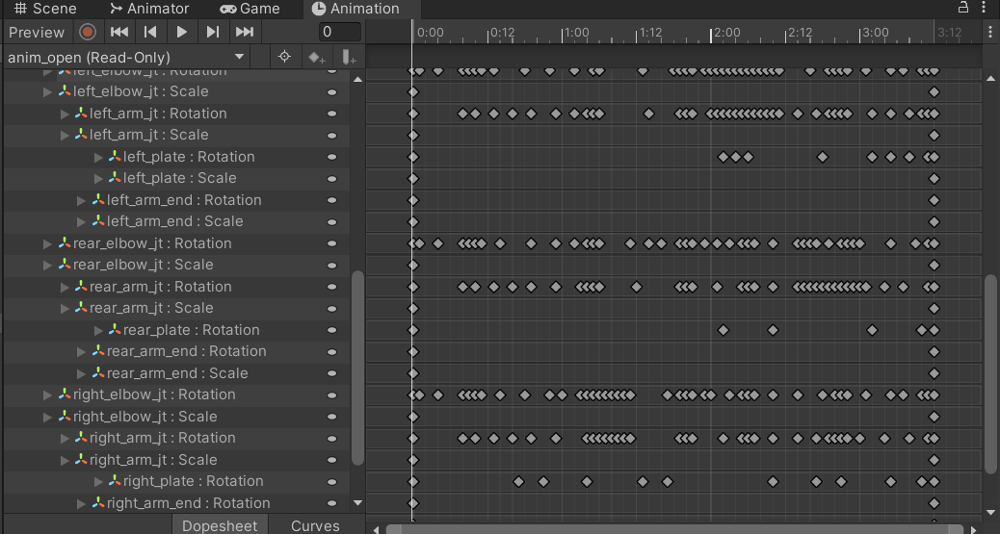 Scene Animator Game Animation
Preview 0 0:00 0:12 1:00 1:12 2:00 2:12 3:00 3:12
anim_open (Read-Only)
left_elbow_jt : Rotation
left_elbow_jt : Scale
left_arm_jt : Rotation
left_arm_jt : Scale
left_plate : Rotation
left_plate : Scale
left_arm_end : Rotation
left_arm_end : Scale
rear_elbow_jt : Rotation
rear_elbow_jt : Scale
rear_arm_jt : Rotation
rear_arm_jt : Scale
rear_plate : Rotation
rear_arm_end : Rotation
rear_arm_end : Scale
right_elbow_jt : Rotation
right_elbow_jt : Scale
right_arm_jt : Rotation
right_arm_jt : Scale
right_plate : Rotation
right_arm_end : Rotation
Dopesheet Curves